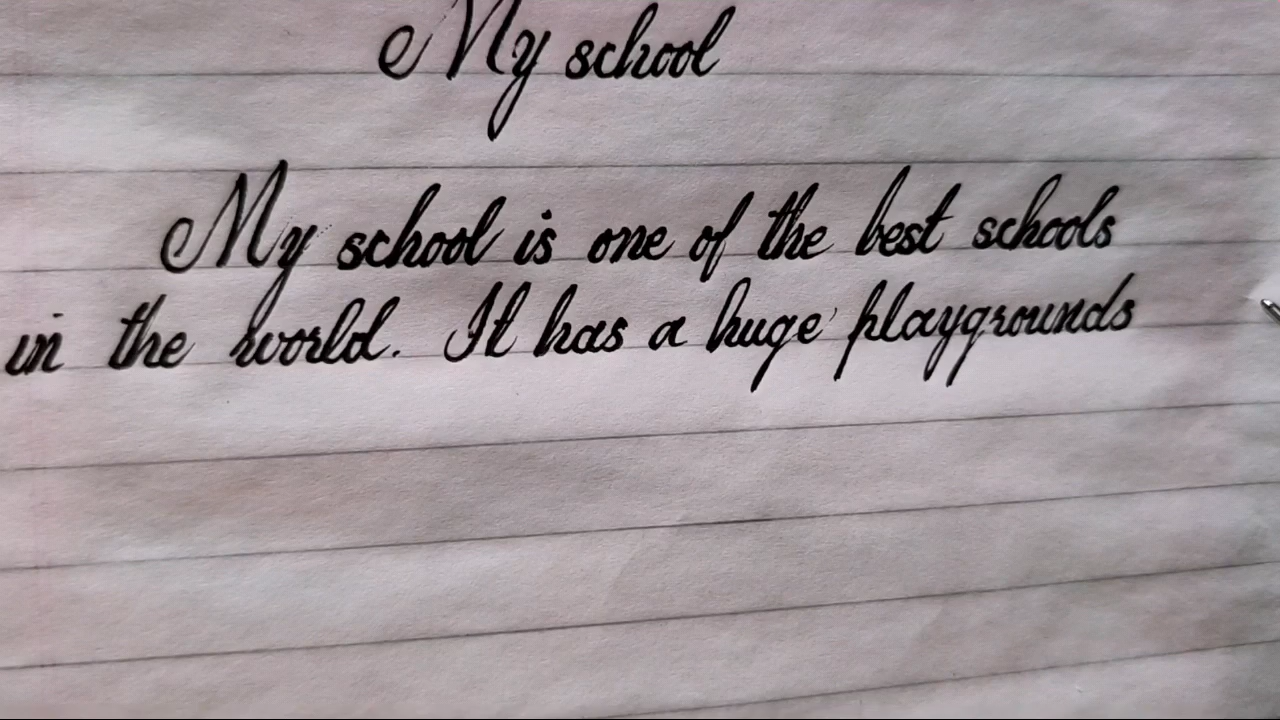 My school
My school is one of the best schools
in the world. It has a huge playgrounds